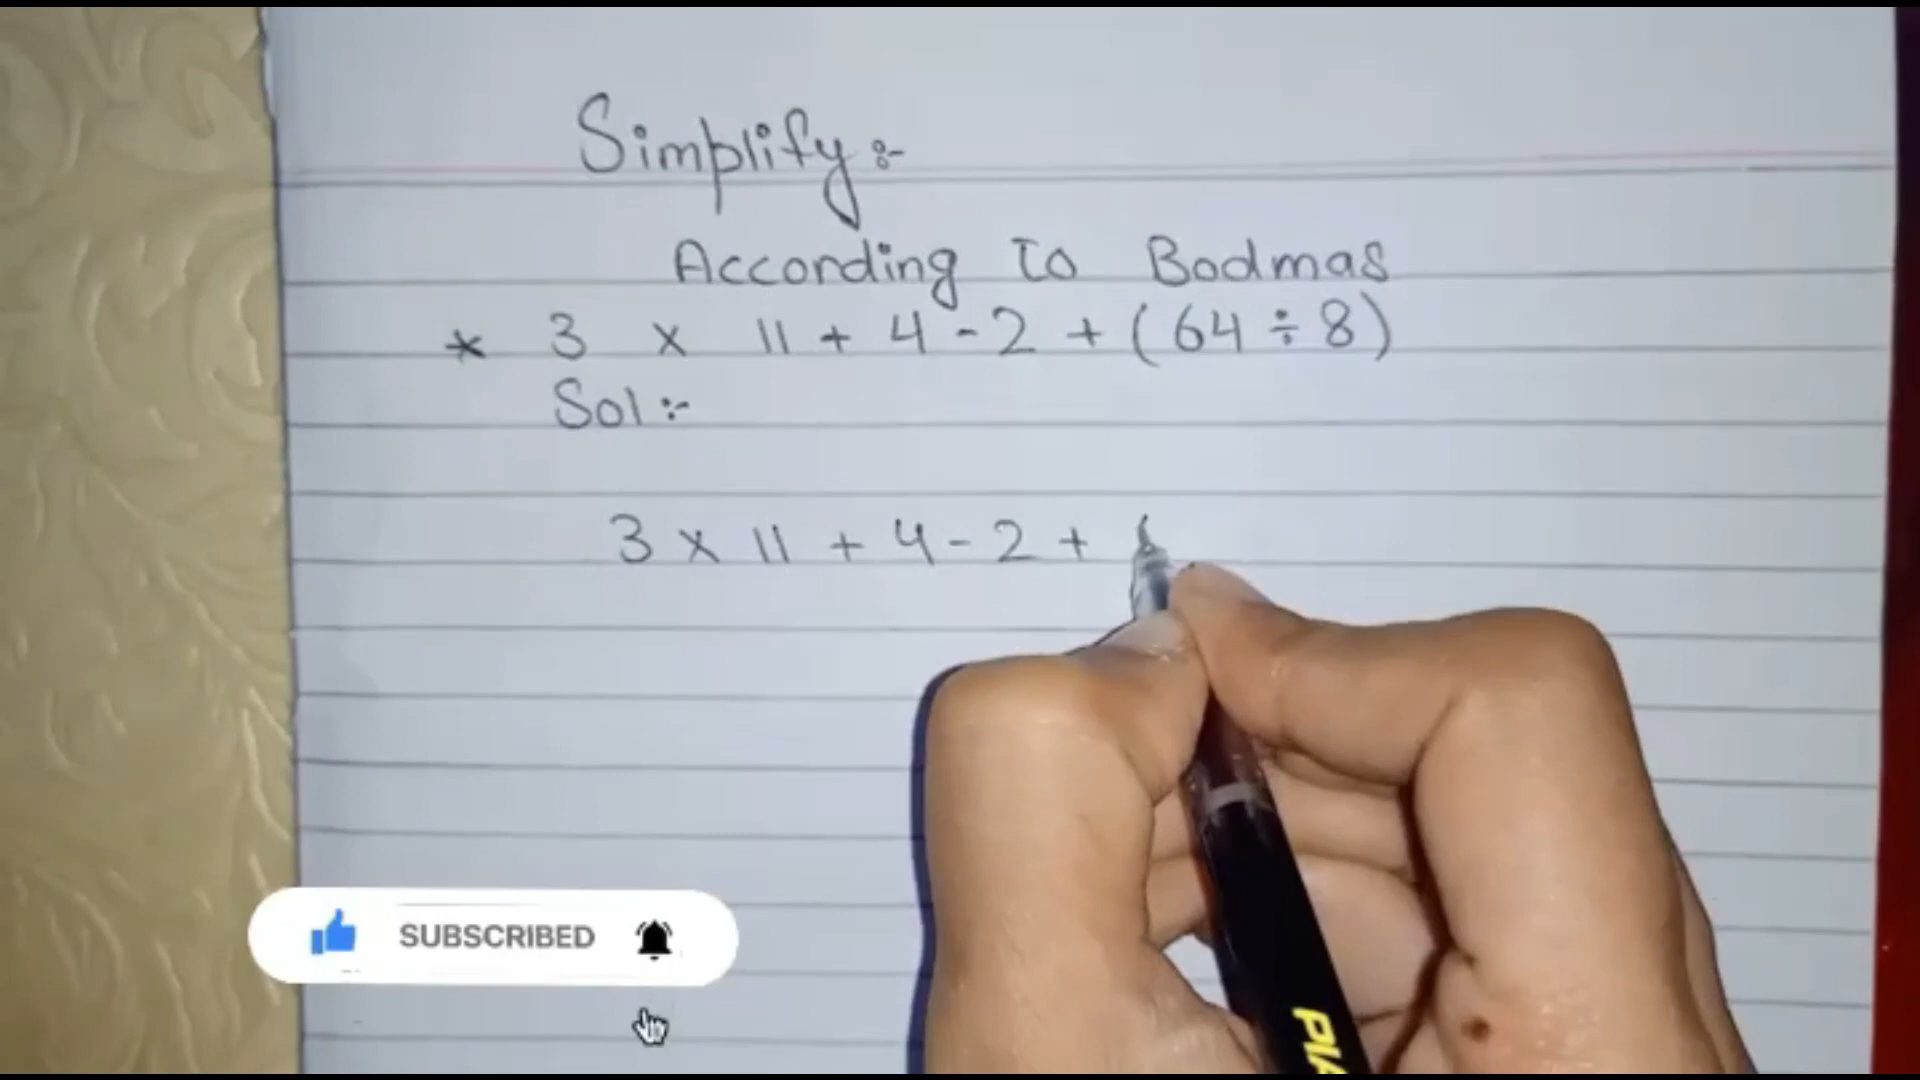 Simplify:-
According to Bodmas
* 3 x 11 + 4 - 2 + (64 ÷ 8)
Sol :-
3 x 11 + 4 - 2 +
SUBSCRIBED